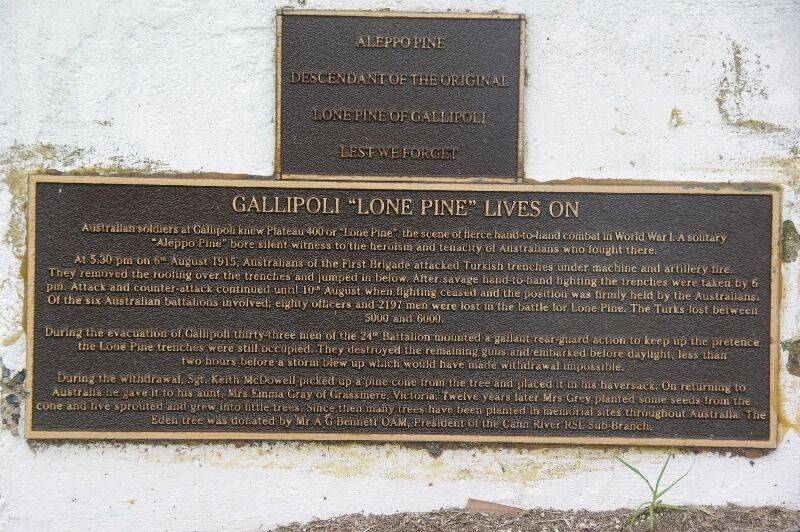 ALEPPO PINE
DESCENDANT OF THE ORIGINAL
LONE PINE OF GALLIPOLI
LEST WE FORGET
GALLIPOLI "LONE PINE" LIVES ON
Australian soldiers at Gallipoli knew Plateau 400 or "Lone Pine", the scene of fierce hand-to-hand combat in World War I. A solitary
"Aleppo Pine" bore silent witness to the heroism and tenacity of Australians who fought there.
At 5.30 pm on 6th August 1915, Australians of the First Brigade attacked Turkish trenches under machine and artillery fire.
They removed the roofing over the trenches and jumped in below. After savage hand-to-hand fighting the trenches were taken by 6
pm. Attack and counter-attack continued until 10th August when fighting ceased and the position was firmly held by the Australians.
Of the six Australian battalions involved; eighty officers and 2197 men were lost in the battle for Lone Pine. The Turks lost between
5000 and 6000.
During the evacuation of Gallipoli thirty-three men of the 24th Battalion mounted a gallant rear-guard action to keep up the pretence
the Lone Pine trenches were still occupied. They destroyed the remaining guns and embarked before daylight, less than
two hours before a storm blew up which would have made withdrawal impossible.
During the withdrawal, Sgt. Keith McDowell picked up a pine cone from the tree and placed it in his haversack. On returning to
Australia he gave it to his aunt, Mrs Emma Gray of Grassmere, Victoria. Twelve years later Mrs Grey planted some seeds from the
cone and five sprouted and grew into little trees. Since then many trees have been planted in memorial sites throughout Australia. The
Eden tree was donated by Mr A G Bennett OAM, President of the Cann River RSL Sub-Branch.